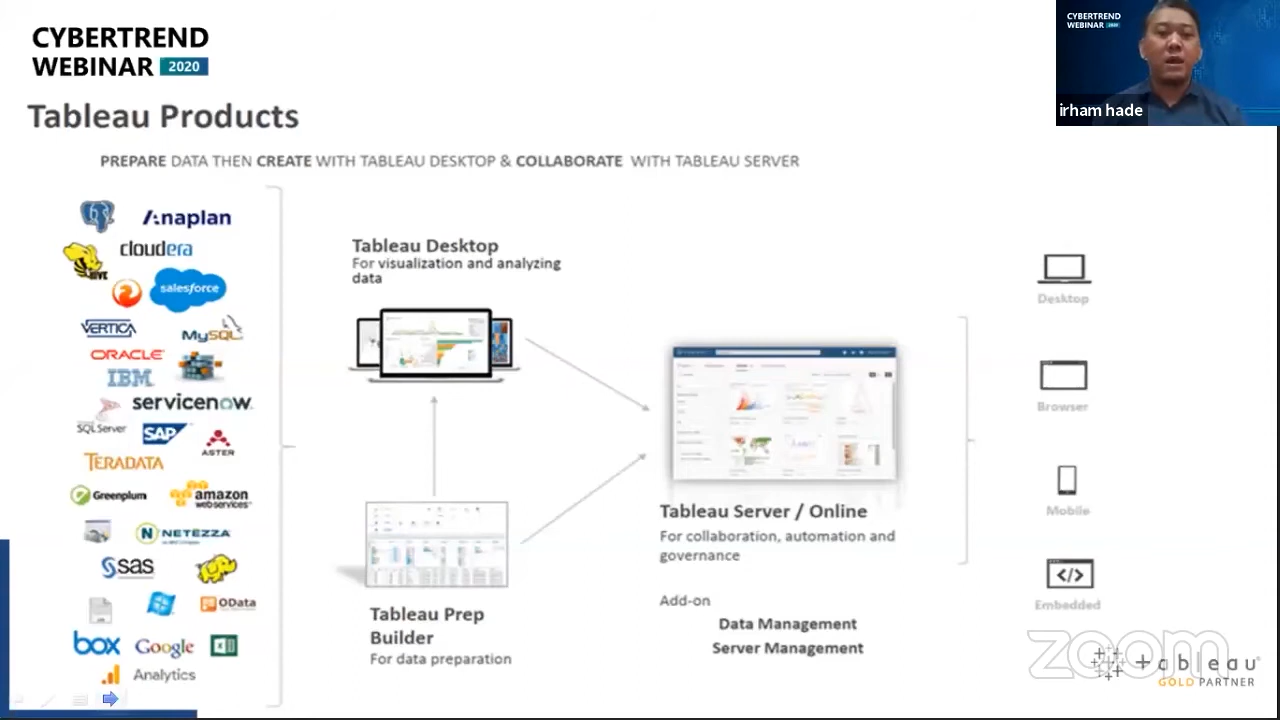 CYBERTREND
WEBINAR 2020
CYBERTREND
WEBINAR
irham hade
Tableau Products
PREPARE DATA THEN CREATE WITH TABLEAU DESKTOP & COLLABORATE WITH TABLEAU SERVER
Anaplan
cloudera
HIVE
salesforce
VERTICA
MySQL
ORACLE
IBM
servicenow
SQL Server
SAP
ASTER
TERADATA
Greenplum
amazon
web services
NETEZZA
sas
OData
box
Google
Analytics
Tableau Desktop
For visualization and analyzing
data
Tableau Prep
Builder
For data preparation
Tableau Server / Online
For collaboration, automation and
governance
Add-on
Data Management
Server Management
Desktop
Browser
Mobile
</>
Embedded
zoom
tableau
GOLD PARTNER